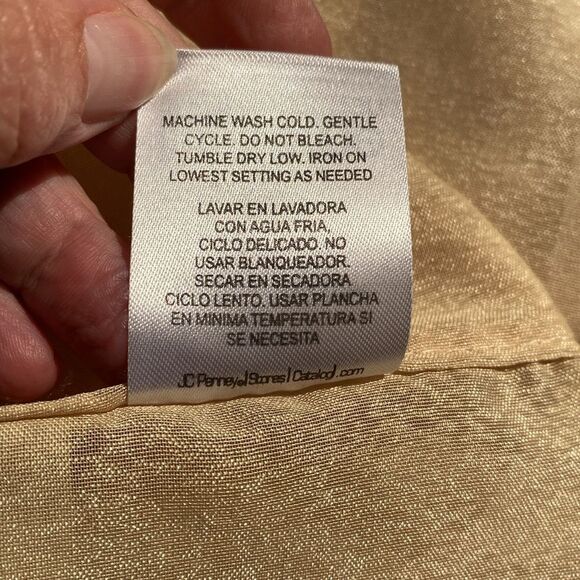 MACHINE WASH COLD. GENTLE
CYCLE. DO NOT BLEACH.
TUMBLE DRY LOW. IRON ON
LOWEST SETTING AS NEEDED
LAVAR EN LAVADORA
CON AGUA FRIA,
CICLO DELICADO. NO
USAR BLANQUEADOR.
SECAR EN SECADORA
CICLO LENTO. USAR PLANCHA
EN MINIMA TEMPERATURA SI
SE NECESITA
JC Penney®|Stores|Catalog|.com